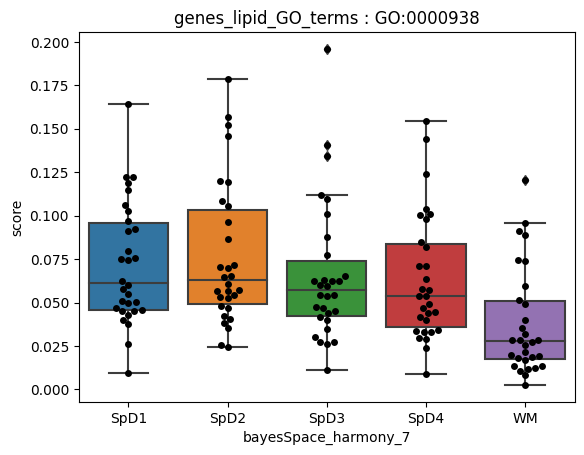 genes_lipid_GO_terms : GO:0000938
0.200
0.175
0.150
0.125
0.100
0.075
0.050
0.025
0.000
score
SpD1 SpD2 SpD3 SpD4 WM
bayesSpace_harmony_7